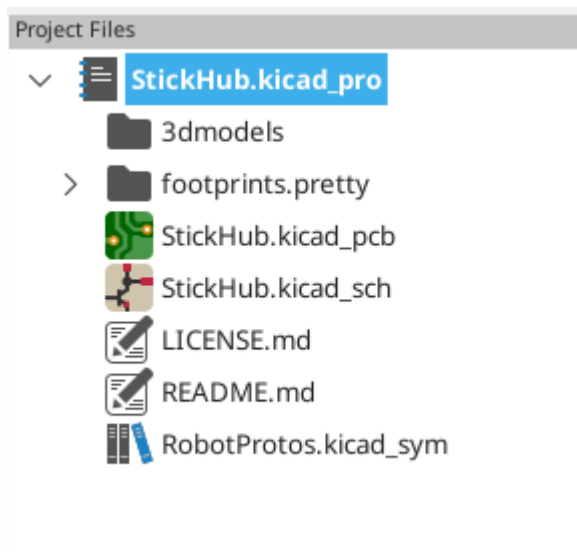 Project Files
StickHub.kicad_pro
3dmodels
footprints.pretty
StickHub.kicad_pcb
StickHub.kicad_sch
LICENSE.md
README.md
RobotProtos.kicad_sym